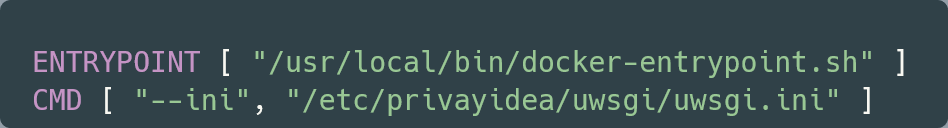 ENTRYPOINT [ "/usr/local/bin/docker-entrypoint.sh" ]
CMD [ "--ini", "/etc/privayidea/uwsgi/uwsgi.ini" ]